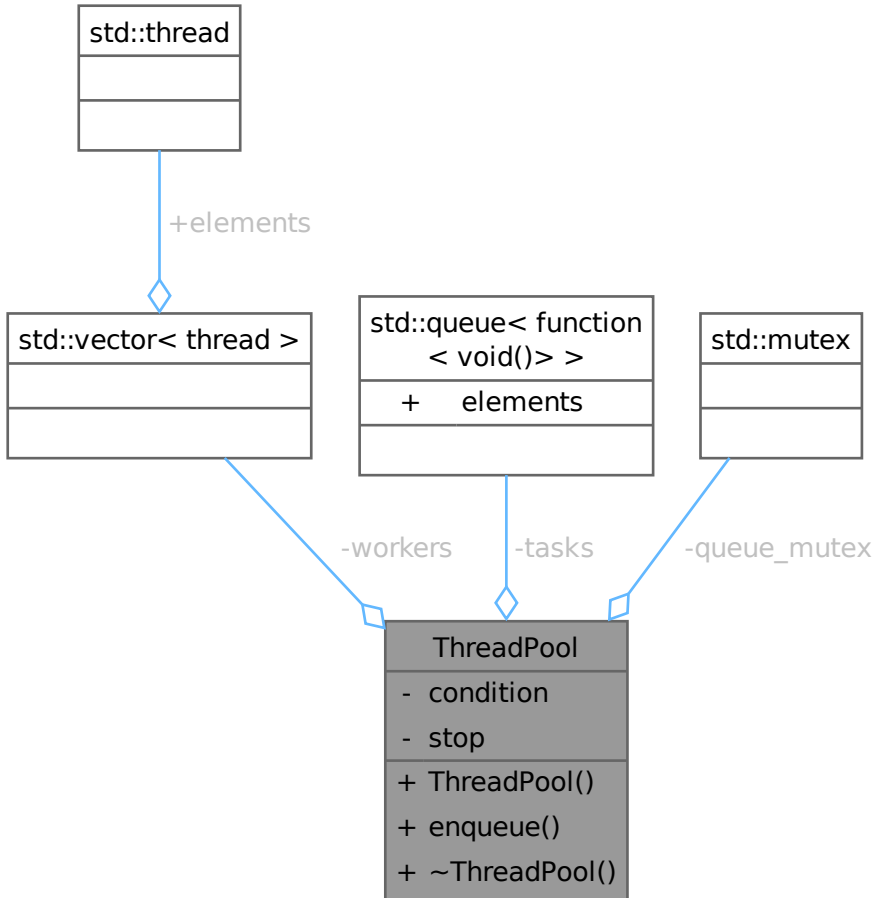 std::thread
+elements
std::vector< thread >
std::queue< function
< void()> >
+ elements
std::mutex
-workers
-tasks
-queue_mutex
ThreadPool
- condition
- stop
+ ThreadPool()
+ enqueue()
+ ~ThreadPool()